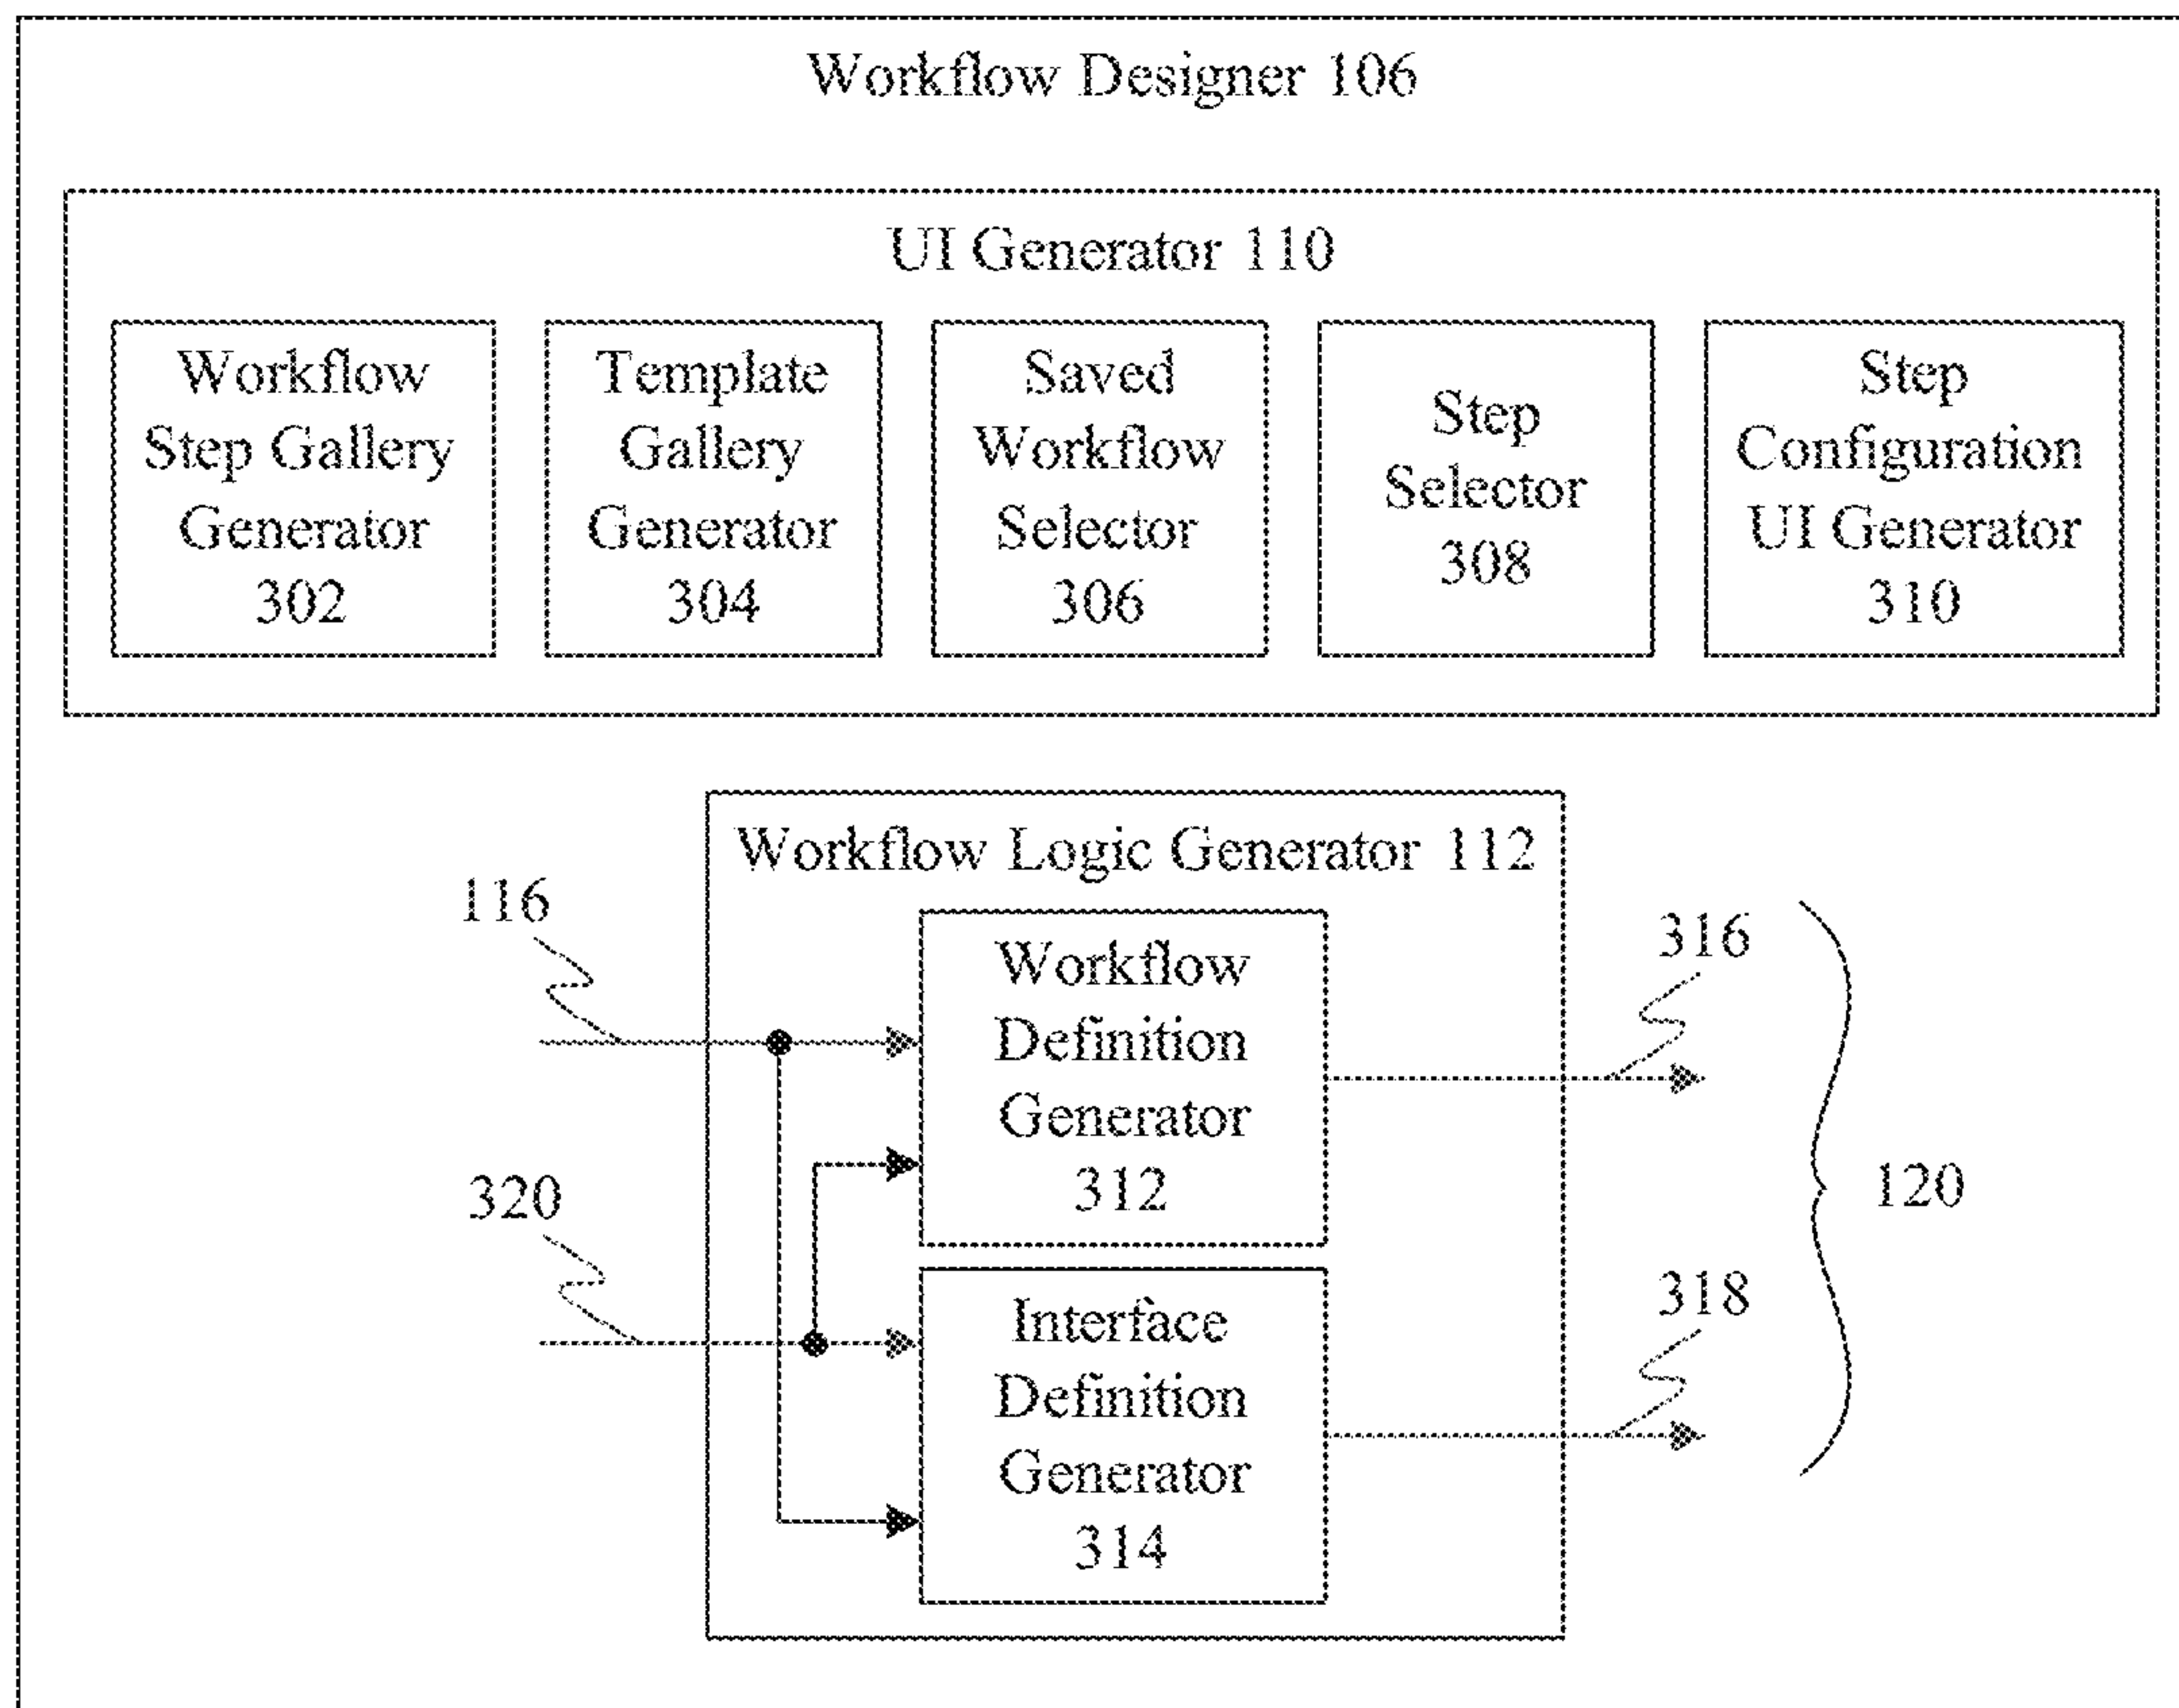 Workflow Designer 106
UI Generator 110
Workflow
Step Gallery
Generator
302
Template
Gallery
Generator
304
Saved
Workflow
Selector
306
Step
Selector
308
Step
Configuration
UI Generator
310
Workflow Logic Generator 112
116
320
Workflow
Definition
Generator
312
Interface
Definition
Generator
314
316
318
120